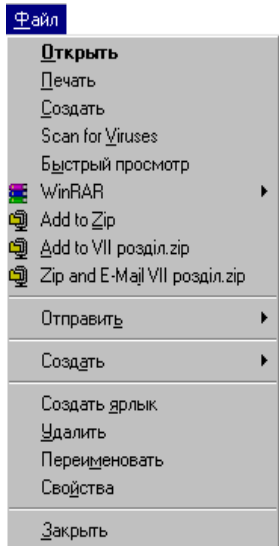 Файл
Открыть
Печать
Создать
Scan for Viruses
Быстрый просмотр
WinRAR
Add to Zip
Add to VII розділ.zip
Zip and E-Mail VII розділ.zip
Отправить
Создать
Создать ярлык
Удалить
Переименовать
Свойства
Закрыть